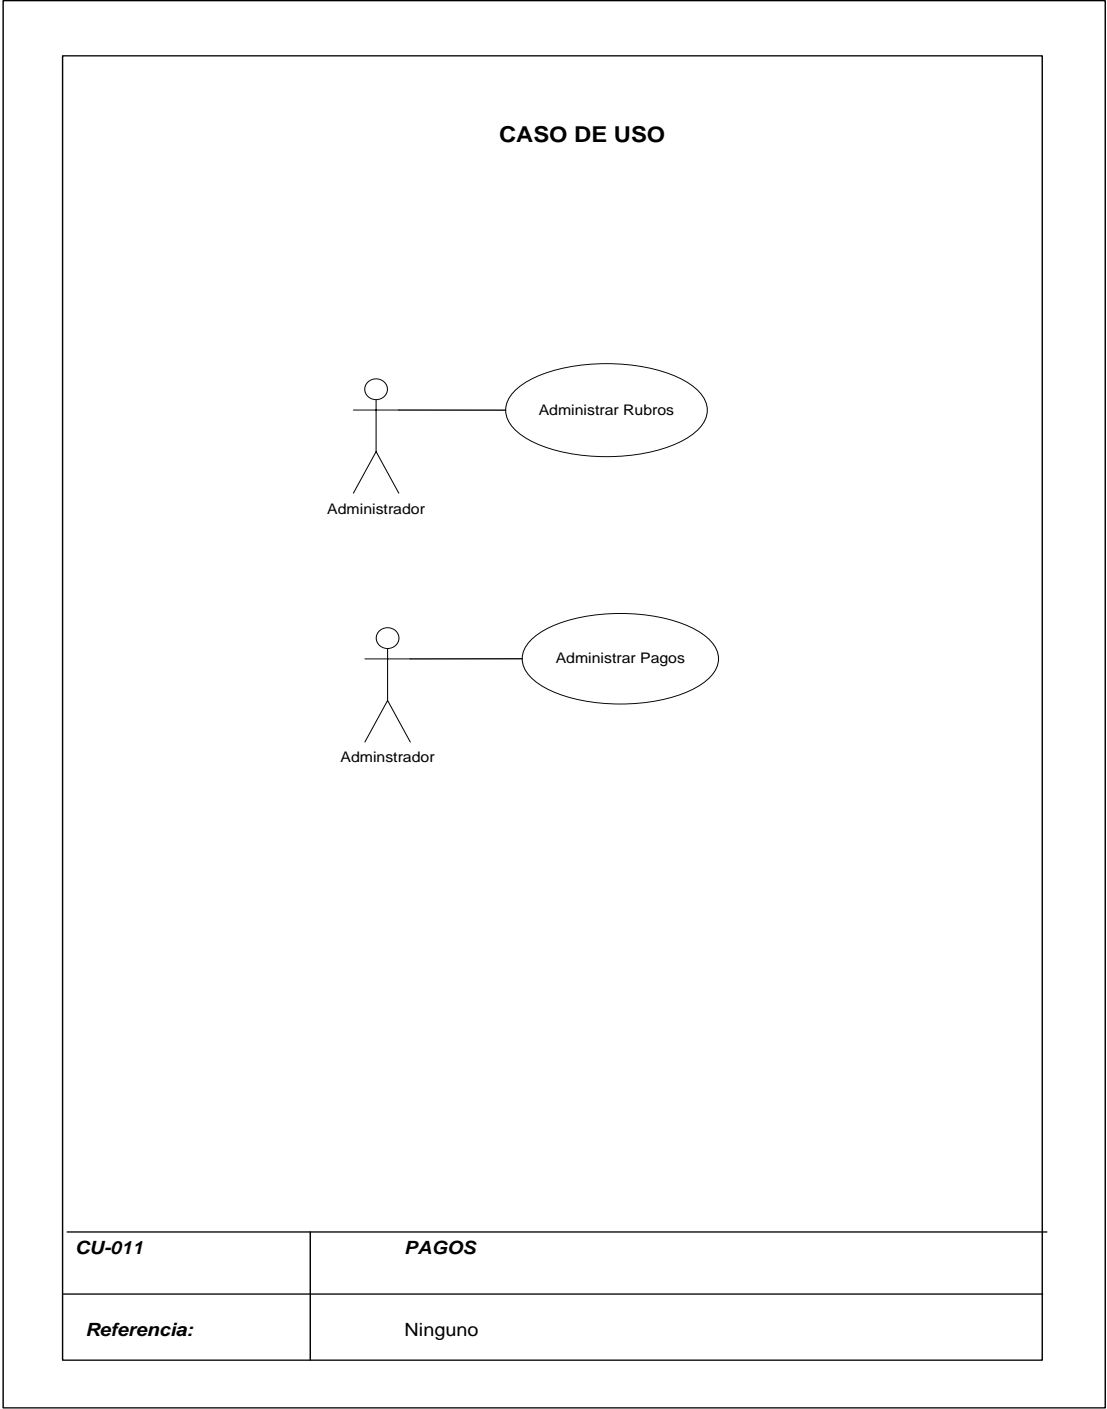 CASO DE USO
Administrar Rubros
Administrador
Administrar Pagos
Adminstrador
CU-011 PAGOS
Referencia: Ninguno